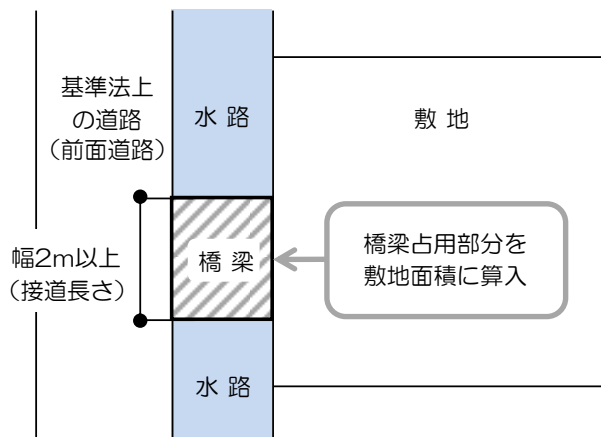 基準法上
の道路
（前面道路）
水 路
敷 地
幅2m以上
（接道長さ）
橋 梁
橋梁占用部分を
敷地面積に算入
水 路